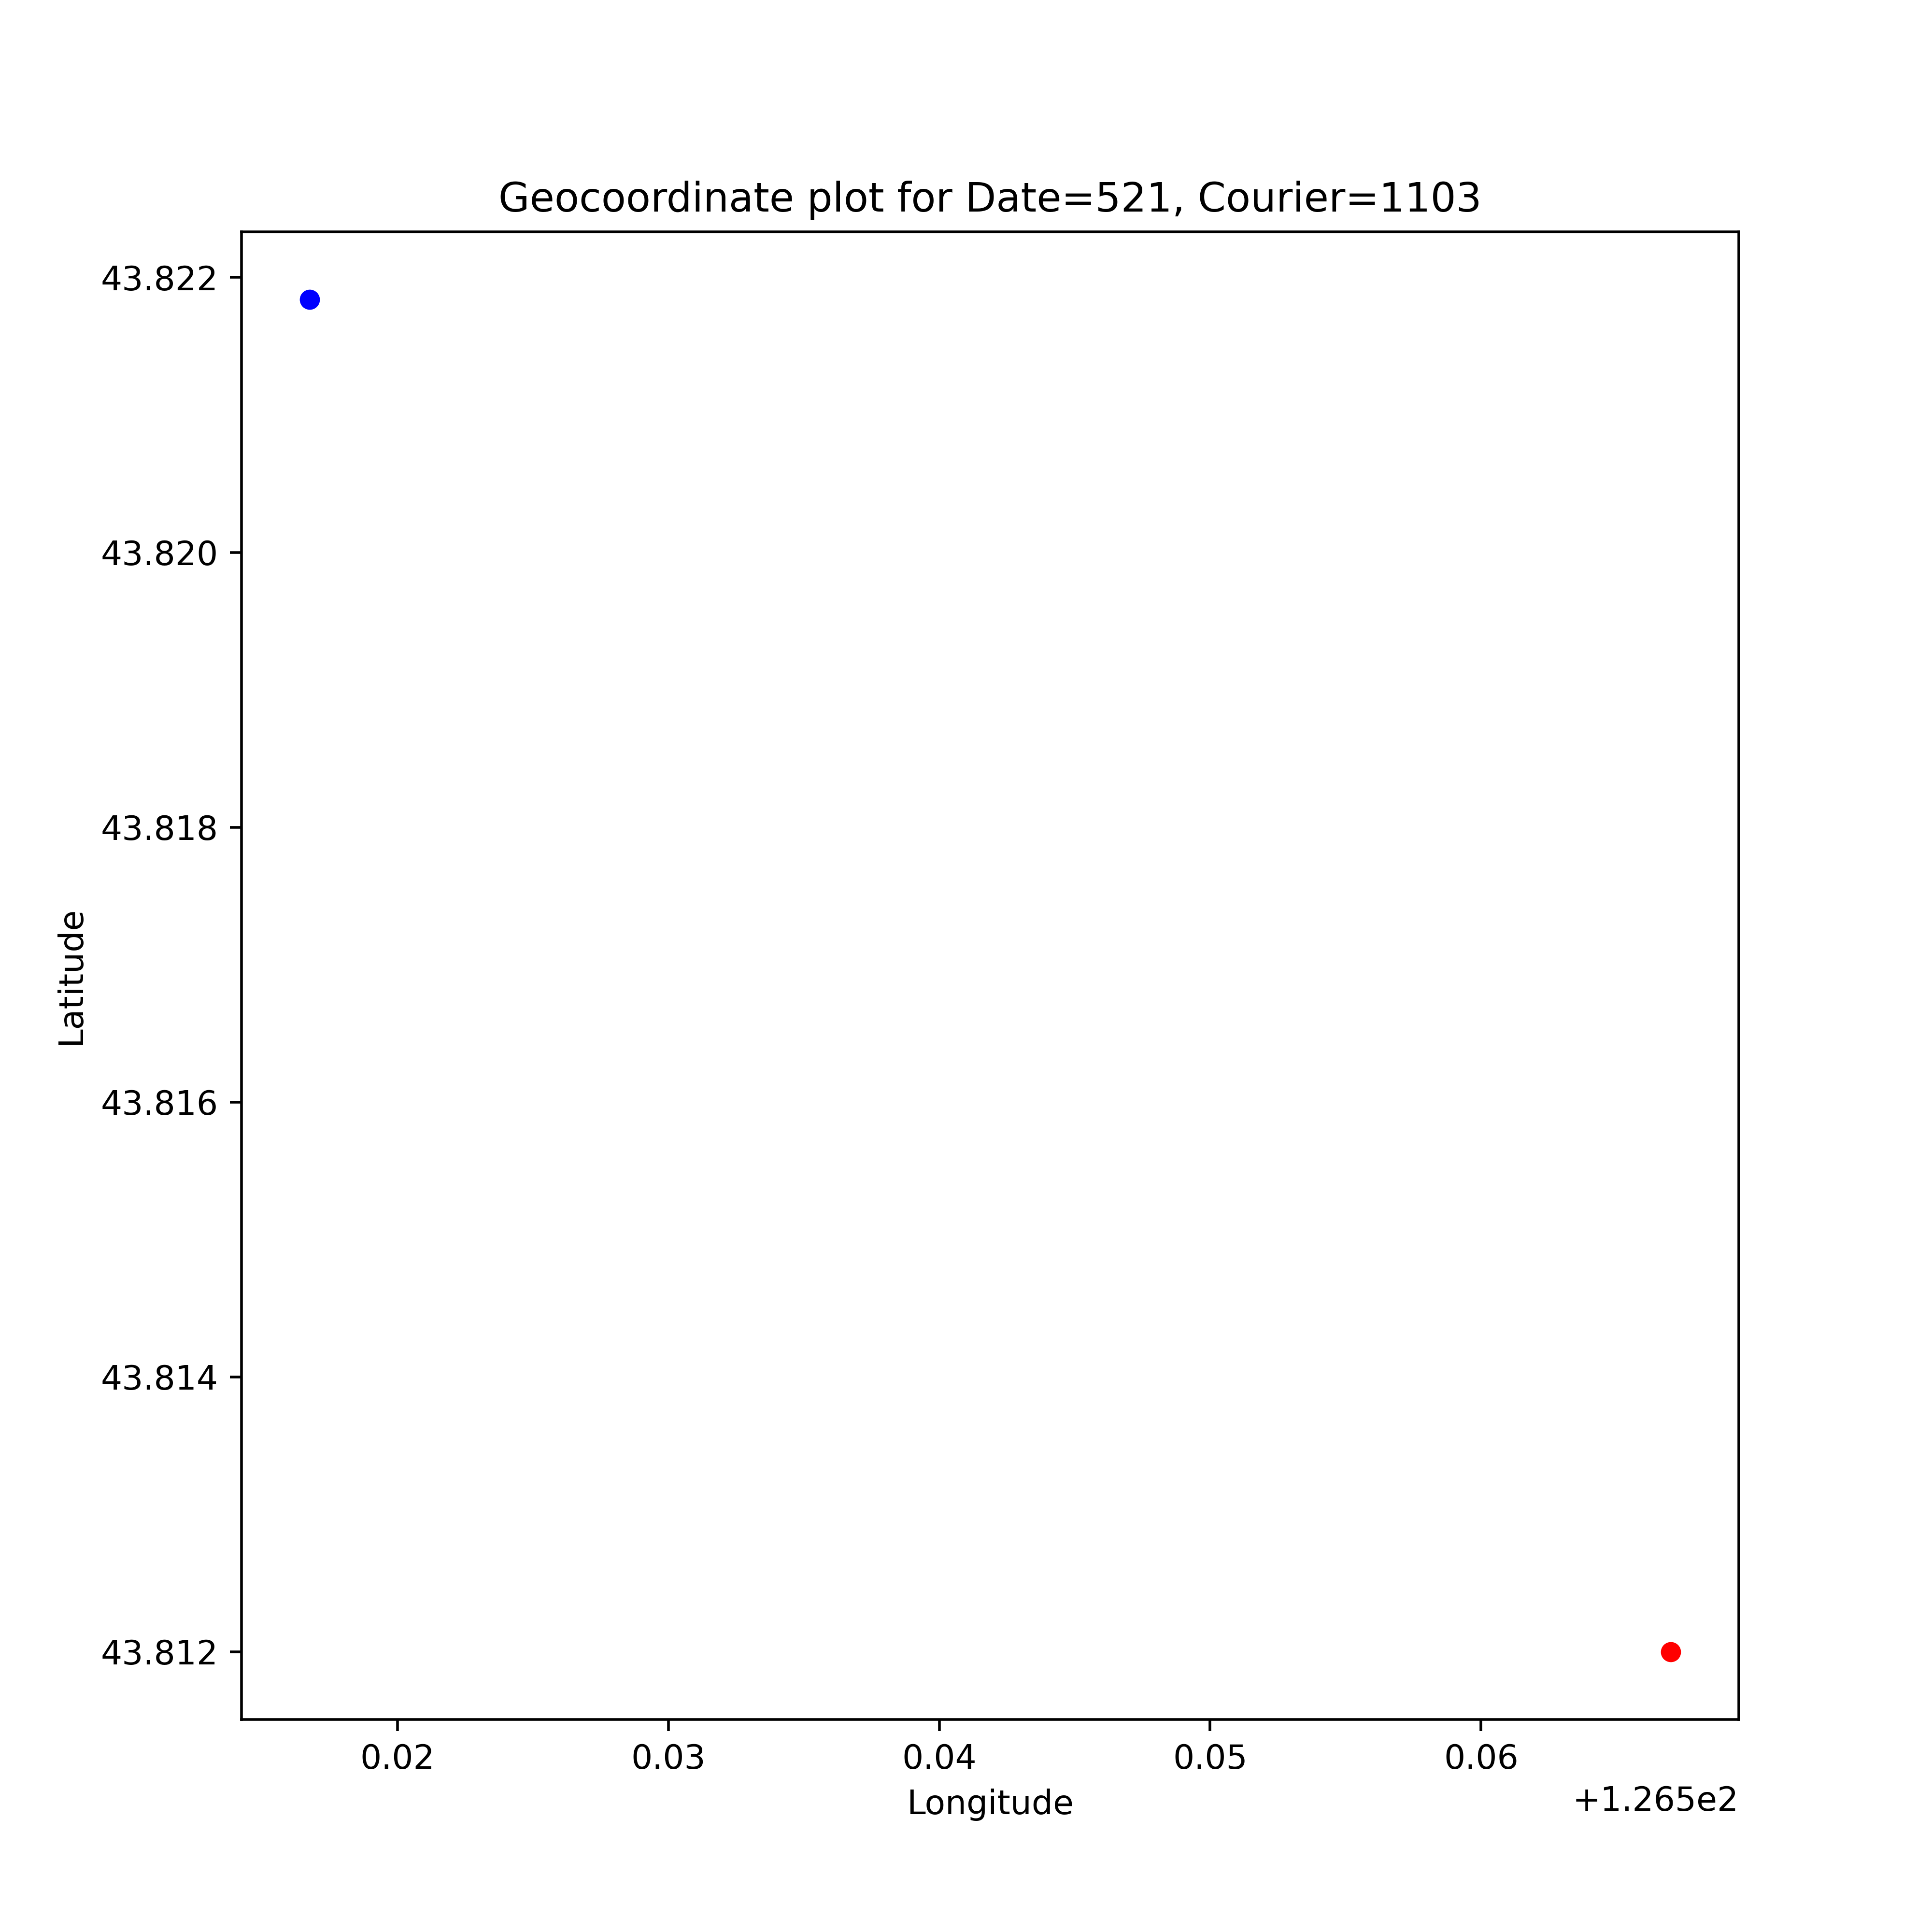 Geocoordinate plot for Date=521, Courier=1103
43.822
43.820
43.818
43.816
43.814
43.812
Latitude
0.02 0.03 0.04 0.05 0.06
Longitude
+1.265e2